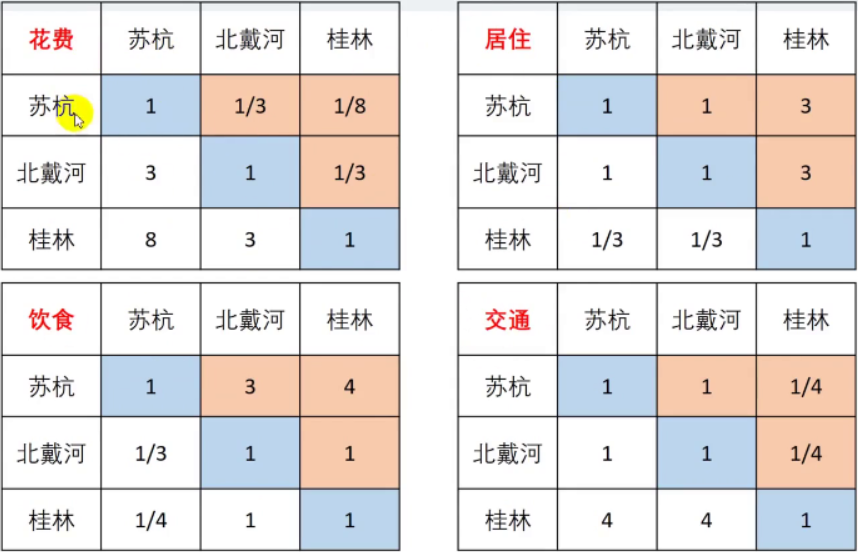 花费 苏杭 北戴河 桂林
苏杭 1 1/3 1/8
北戴河 3 1 1/3
桂林 8 3 1
居住 苏杭 北戴河 桂林
苏杭 1 1 3
北戴河 1 1 3
桂林 1/3 1/3 1
饮食 苏杭 北戴河 桂林
苏杭 1 3 4
北戴河 1/3 1 1
桂林 1/4 1 1
交通 苏杭 北戴河 桂林
苏杭 1 1 1/4
北戴河 1 1 1/4
桂林 4 4 1